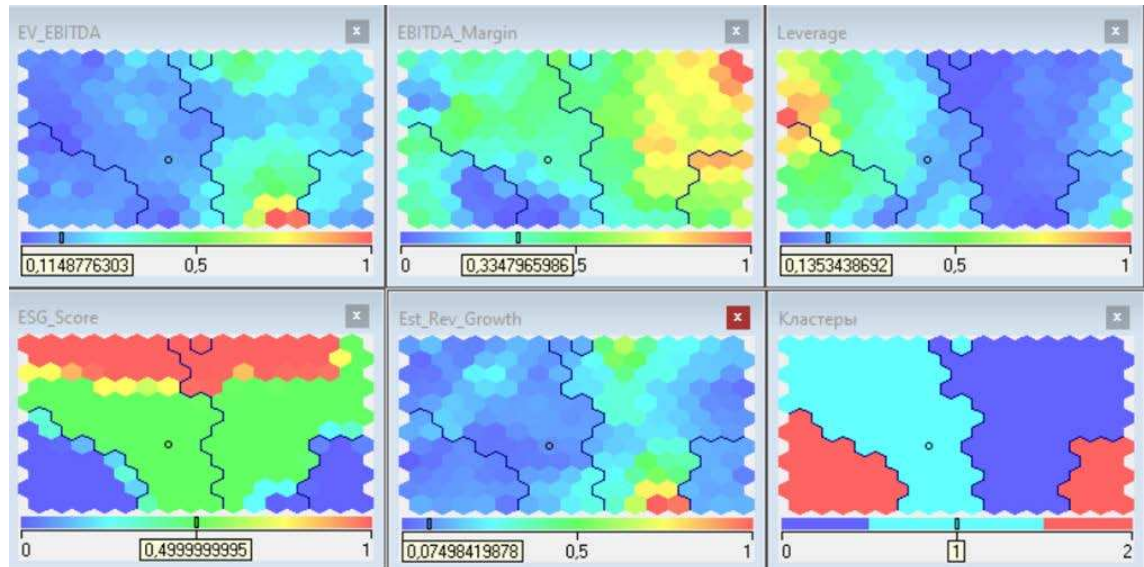 EV_EBITDA x
EBITDA_Margin x
Leverage x
0,1148776303 0,5 1
0 0,3347965986 ,5 1
0,1353438692 0,5 1
ESG_Score x
Est_Rev_Growth x
Кластеры x
0 0,4999999995 1
0,07498419878 0,5 1
0 1 2